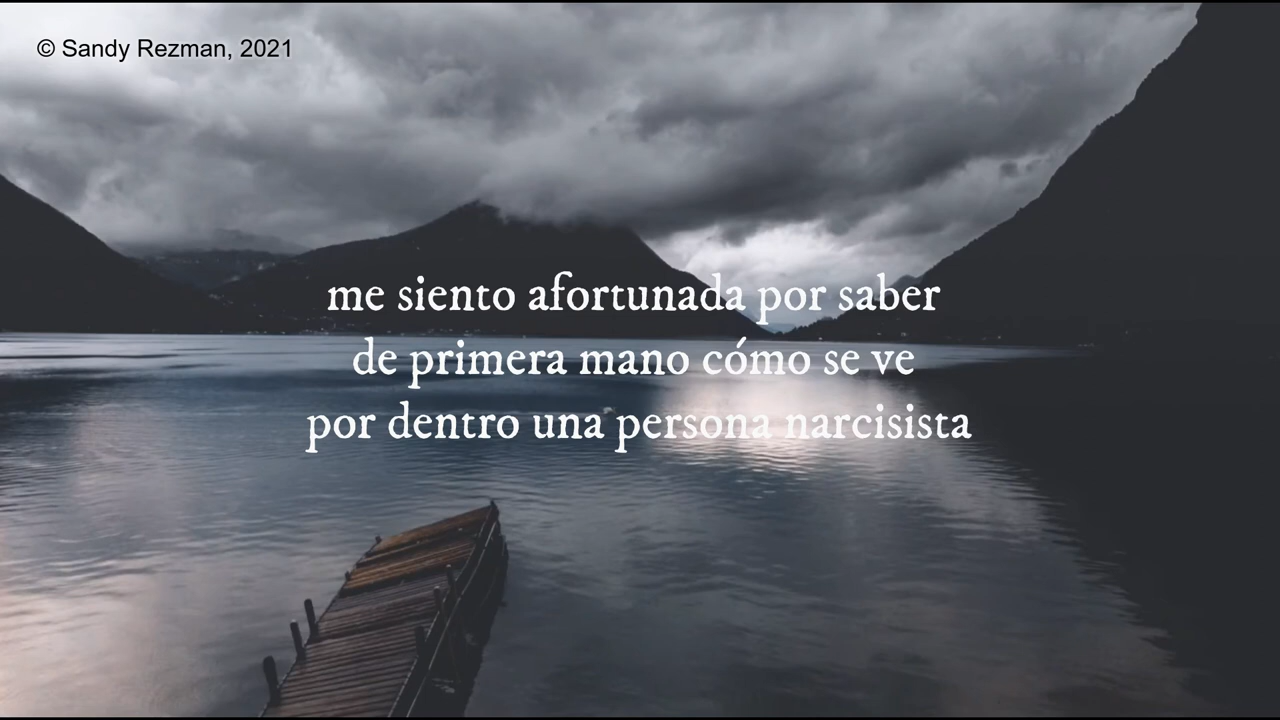 © Sandy Rezman, 2021
me siento afortunada por saber
de primera mano cómo se ve
por dentro una persona narcisista